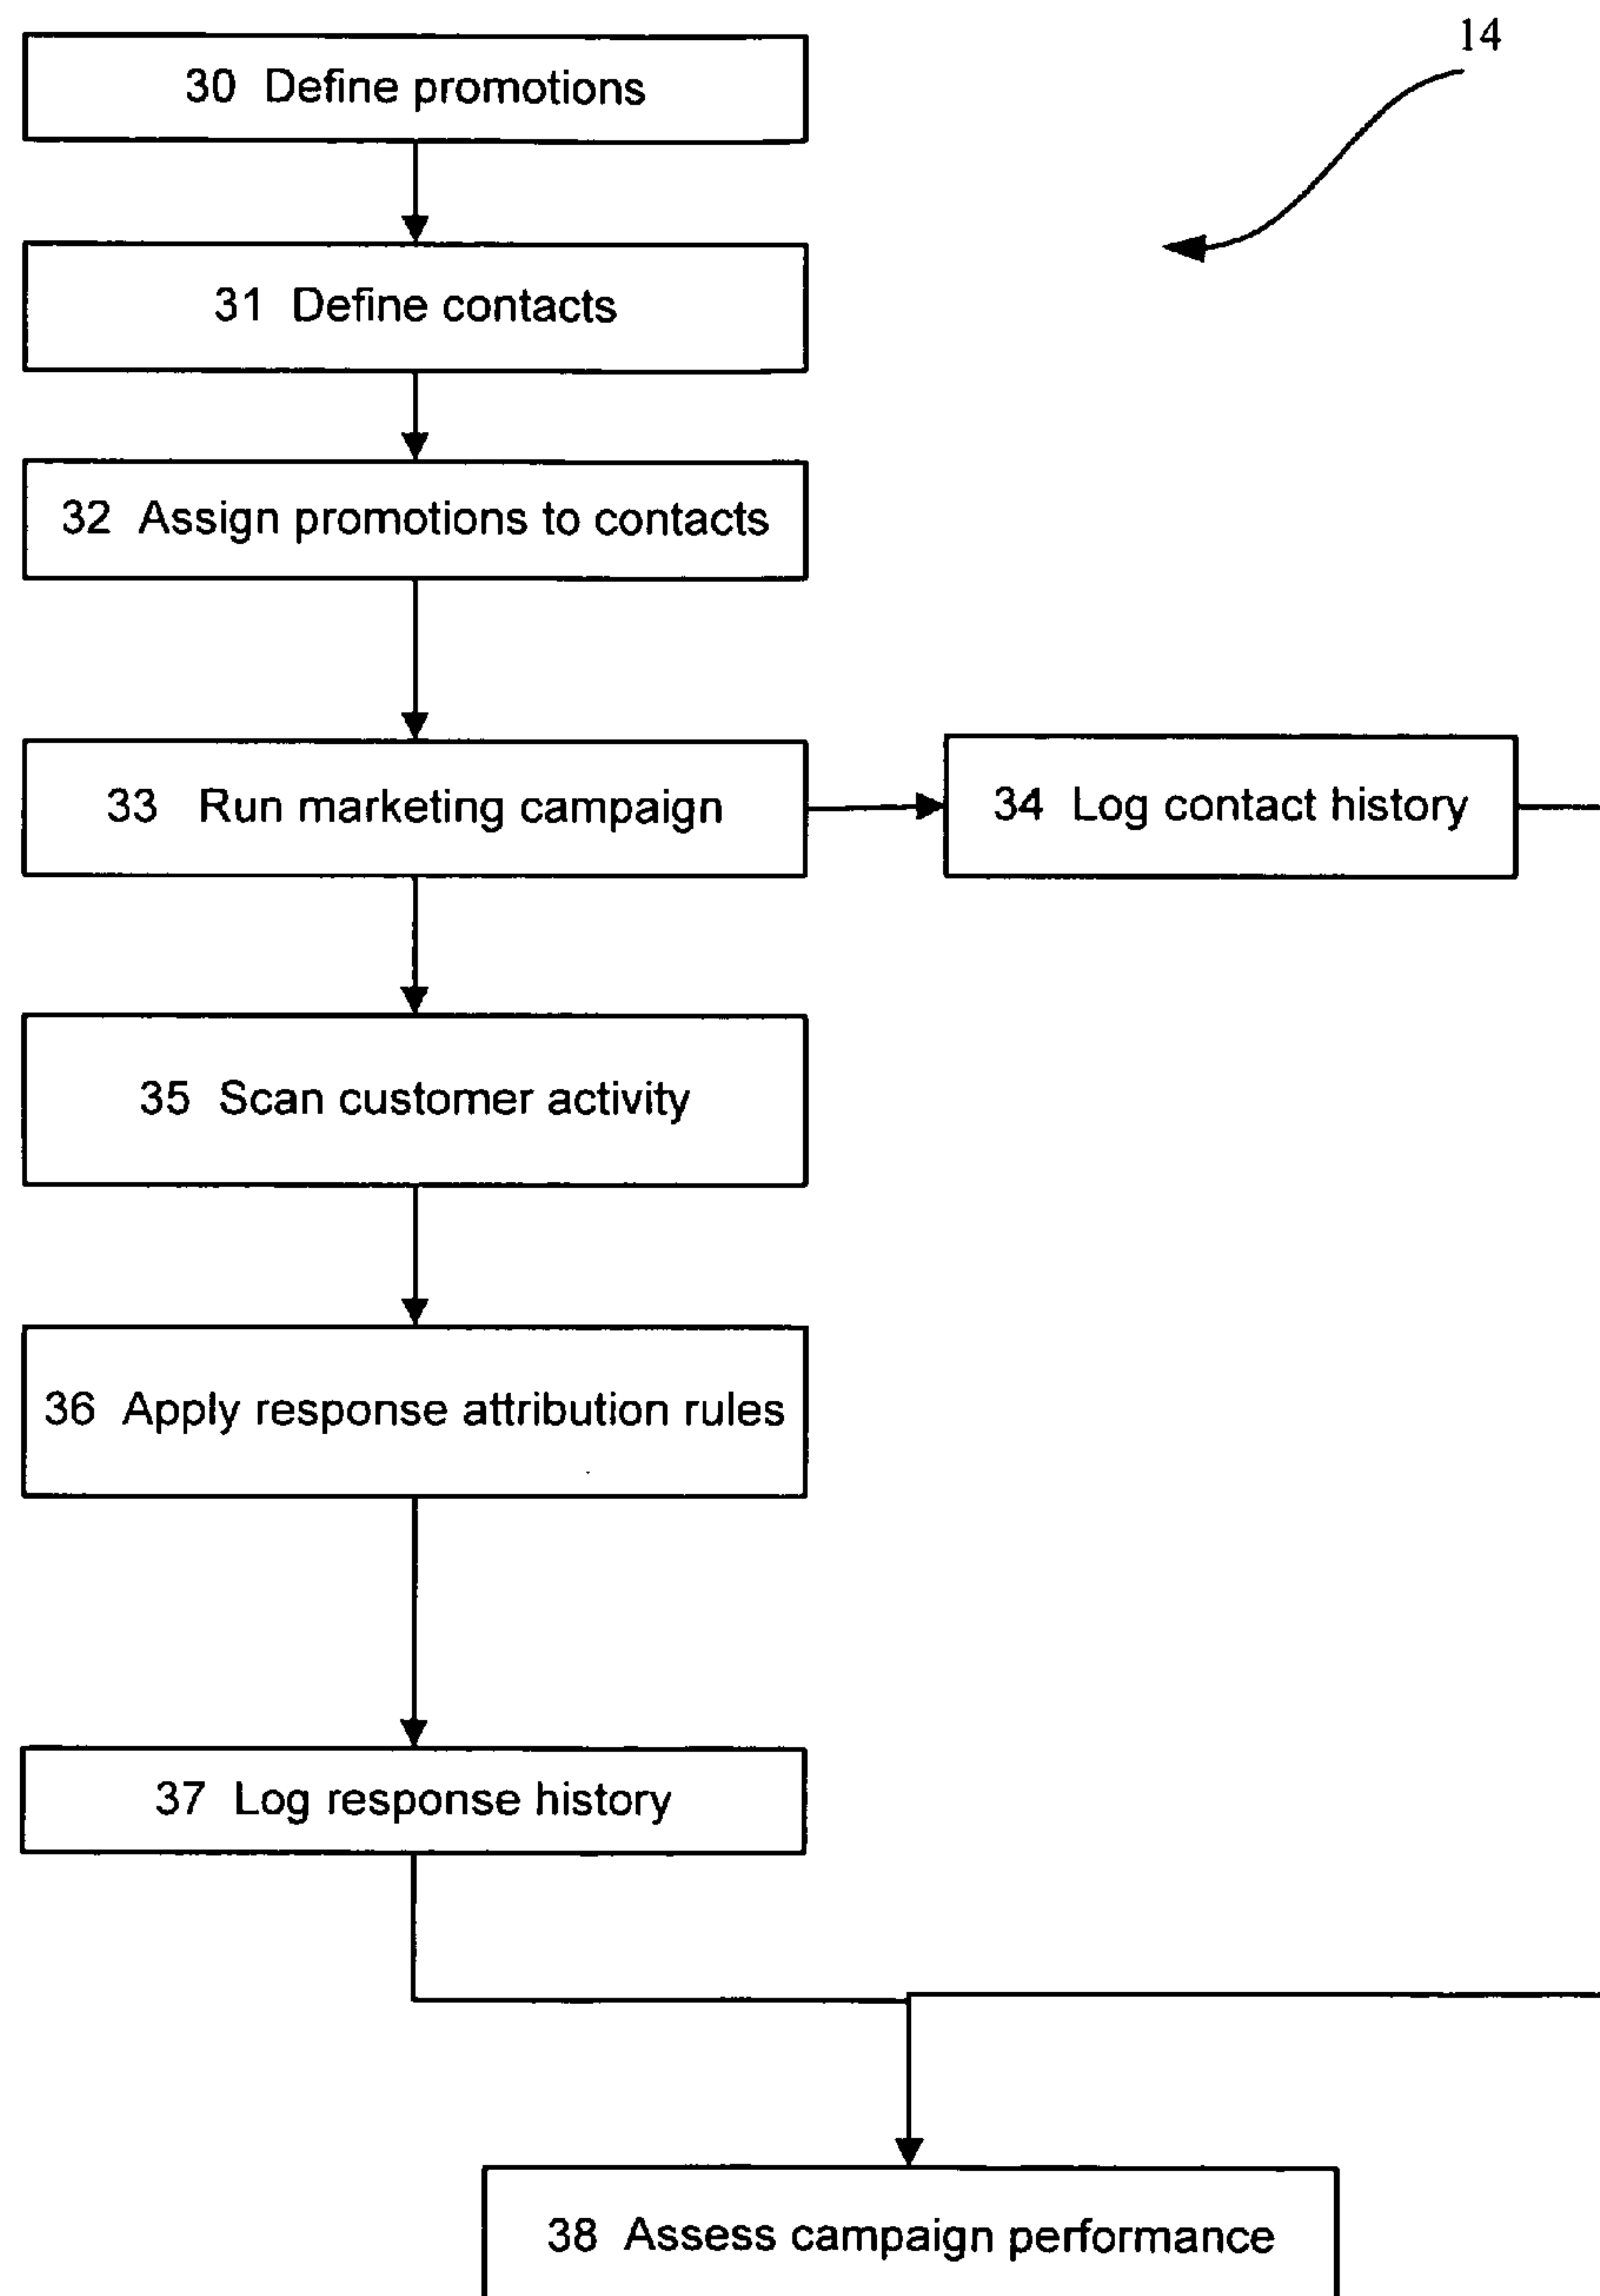 14
30 Define promotions
31 Define contacts
32 Assign promotions to contacts
33 Run marketing campaign
34 Log contact history
35 Scan customer activity
36 Apply response attribution rules
37 Log response history
38 Assess campaign performance